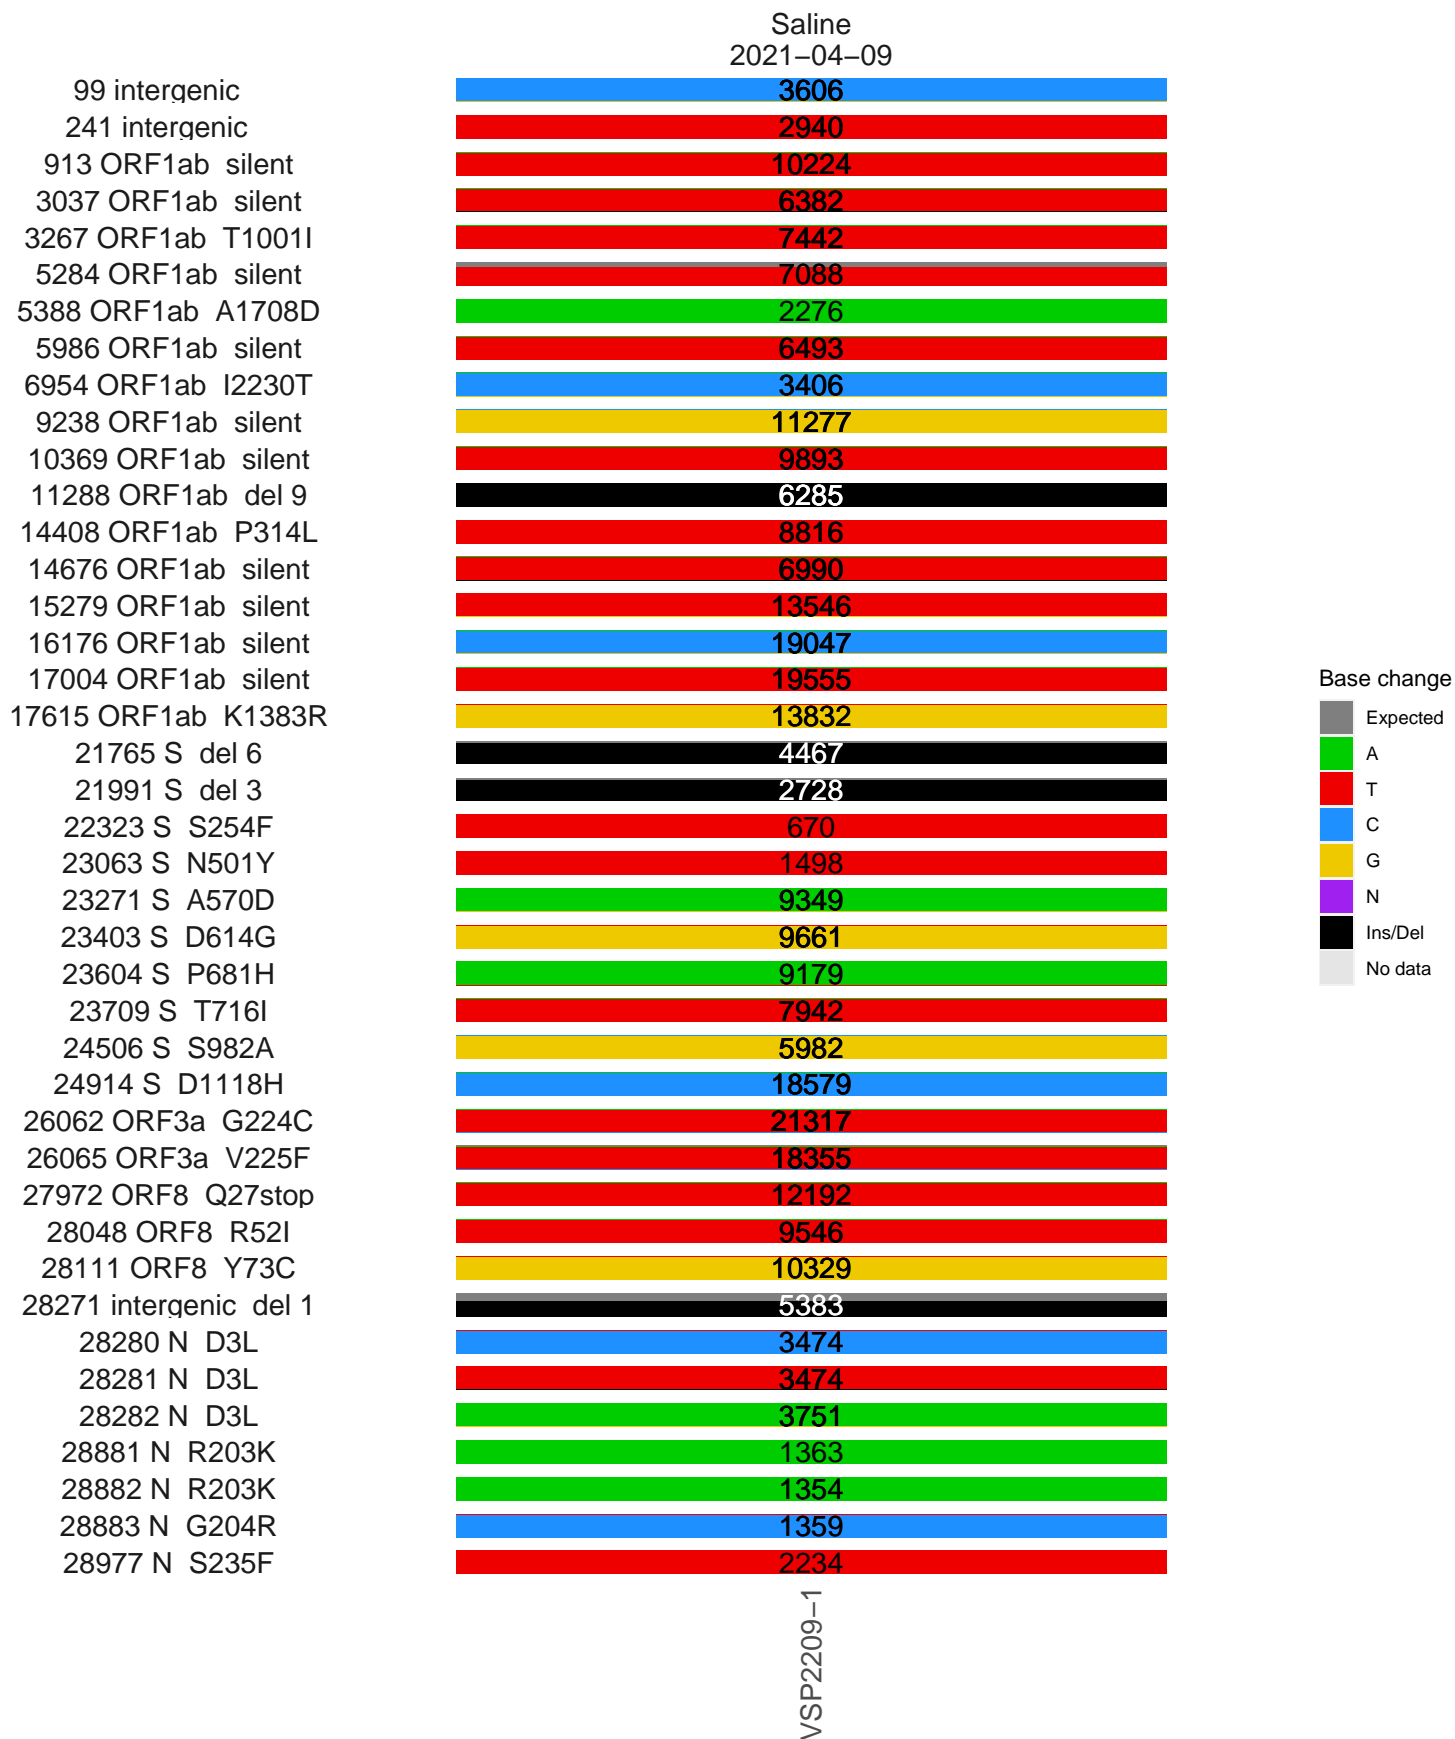 Saline
2021−04−09
99 intergenic 3606
241 intergenic 2940
913 ORF1ab silent 10224
3037 ORF1ab silent 6382
3267 ORF1ab T1001I 7442
5284 ORF1ab silent 7088
5388 ORF1ab A1708D 2276
5986 ORF1ab silent 6493
6954 ORF1ab I2230T 3406
9238 ORF1ab silent 11277
10369 ORF1ab silent 9893
11288 ORF1ab del 9 6285
14408 ORF1ab P314L 8816
14676 ORF1ab silent 6990
15279 ORF1ab silent 13546
16176 ORF1ab silent 19047
17004 ORF1ab silent 19555
17615 ORF1ab K1383R 13832
21765 S del 6 4467
21991 S del 3 2728
22323 S S254F 670
23063 S N501Y 1498
23271 S A570D 9349
23403 S D614G 9661
23604 S P681H 9179
23709 S T716I 7942
24506 S S982A 5982
24914 S D1118H 18579
26062 ORF3a G224C 21317
26065 ORF3a V225F 18355
27972 ORF8 Q27stop 12192
28048 ORF8 R52I 9546
28111 ORF8 Y73C 10329
28271 intergenic del 1 5383
28280 N D3L 3474
28281 N D3L 3474
28282 N D3L 3751
28881 N R203K 1363
28882 N R203K 1354
28883 N G204R 1359
28977 N S235F 2234
VSP2209−1
Base change
Expected
A
T
C
G
N
Ins/Del
No data